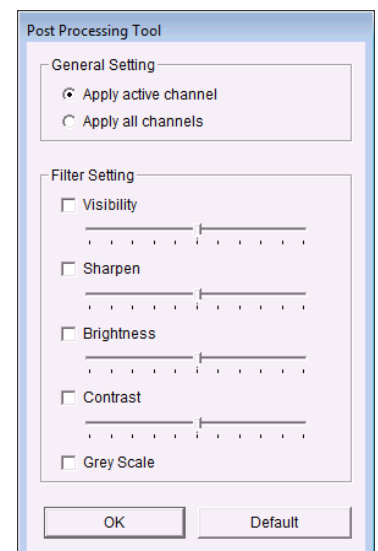 Post Processing Tool
General Setting
Apply active channel
Apply all channels
Filter Setting
Visibility
Sharpen
Brightness
Contrast
Grey Scale
OK Default